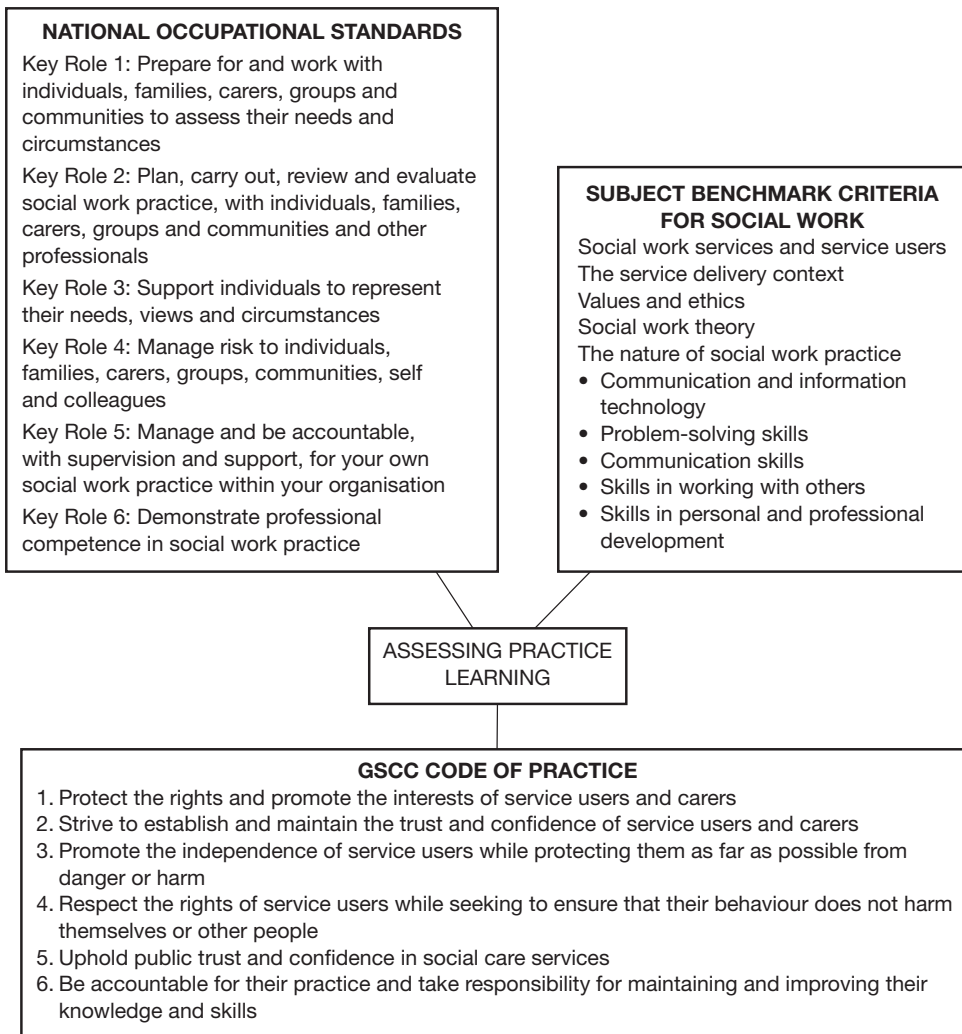 NATIONAL OCCUPATIONAL STANDARDS
Key Role 1: Prepare for and work with
individuals, families, carers, groups and
communities to assess their needs and
circumstances
Key Role 2: Plan, carry out, review and evaluate
social work practice, with individuals, families,
carers, groups and communities and other
professionals
Key Role 3: Support individuals to represent
their needs, views and circumstances
Key Role 4: Manage risk to individuals,
families, carers, groups, communities, self
and colleagues
Key Role 5: Manage and be accountable,
with supervision and support, for your own
social work practice within your organisation
Key Role 6: Demonstrate professional
competence in social work practice
SUBJECT BENCHMARK CRITERIA
FOR SOCIAL WORK
Social work services and service users
The service delivery context
Values and ethics
Social work theory
The nature of social work practice
• Communication and information
technology
• Problem-solving skills
• Communication skills
• Skills in working with others
• Skills in personal and professional
development
ASSESSING PRACTICE
LEARNING
GSCC CODE OF PRACTICE
1. Protect the rights and promote the interests of service users and carers
2. Strive to establish and maintain the trust and confidence of service users and carers
3. Promote the independence of service users while protecting them as far as possible from
danger or harm
4. Respect the rights of service users while seeking to ensure that their behaviour does not harm
themselves or other people
5. Uphold public trust and confidence in social care services
6. Be accountable for their practice and take responsibility for maintaining and improving their
knowledge and skills